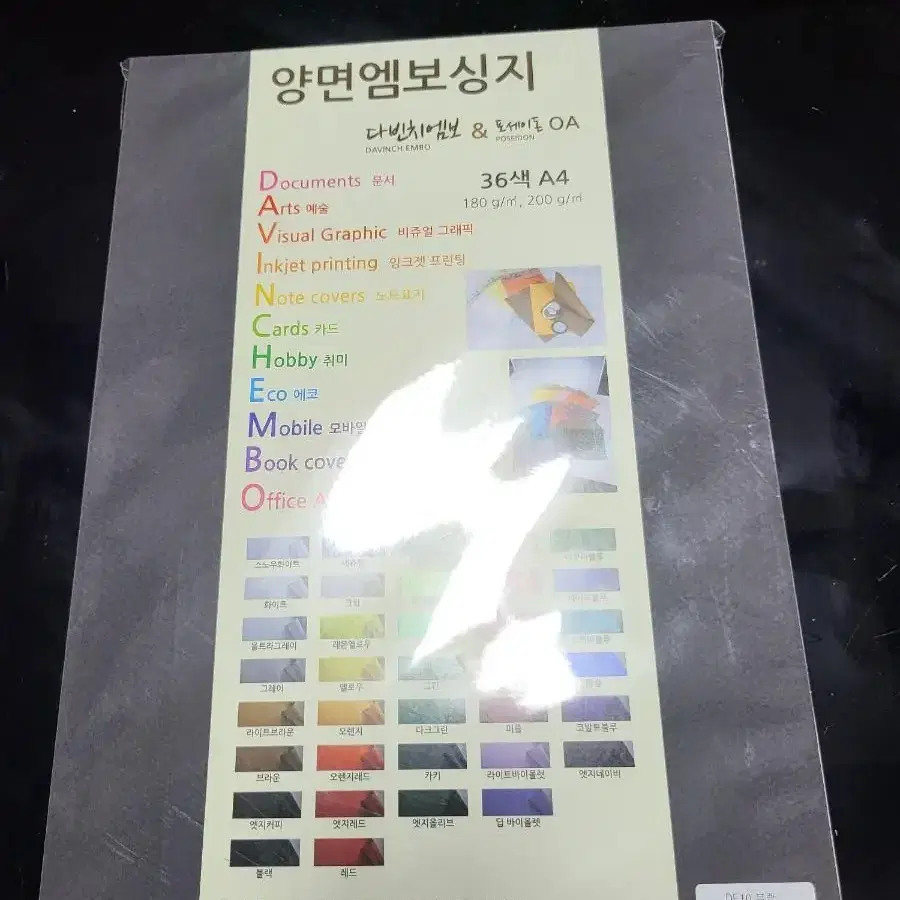 양면엠보싱지
다빈치엠보 & 포세이돈 OA
DAVINCH EMBO POSEIDON
36색 A4
180 g/㎡, 200 g/㎡
Documents 문서
Arts 예술
Visual Graphic 비쥬얼 그래픽
Inkjet printing 잉크젯 프린팅
Note covers 노트표지
Cards 카드
Hobby 취미
Eco 에코
Mobile 모바일
Book cove
Office A
스노우화이트
화이트 크림
울트라그레이 레몬옐로우
그레이 옐로우 그린
라이트브라운 오렌지 다크그린 퍼플 코발트블루
브라운 오렌지레드 카키 라이트바이올렛 엣지네이비
엣지커피 엣지레드 엣지올리브 딥 바이올렛
블랙 레드